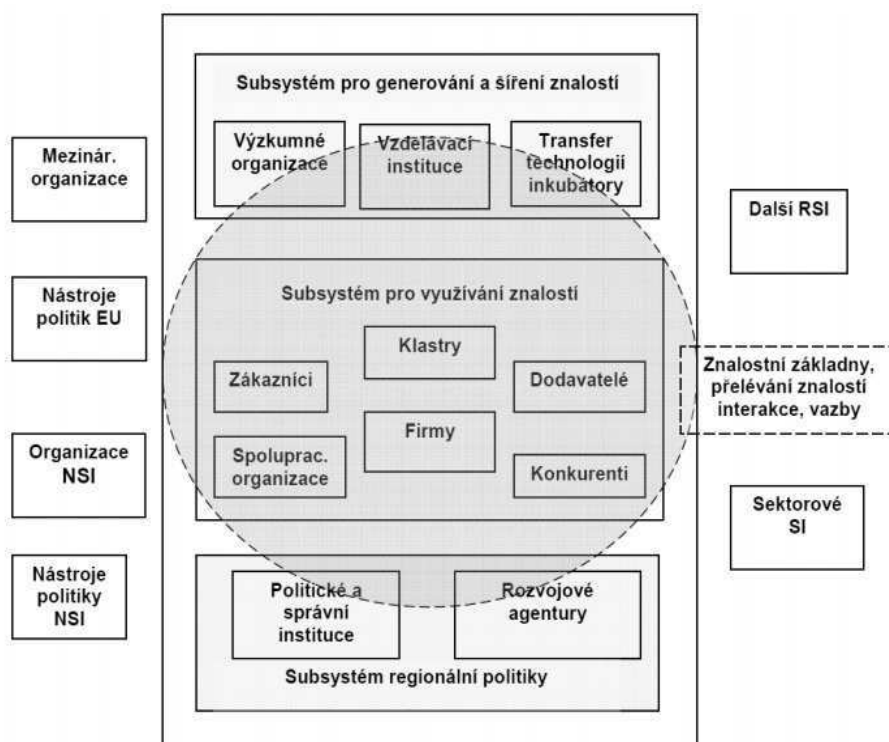 Subsystém pro generování a šíření znalostí
Výzkumné
organizace
Vzdelávací
instituce
Transfer
technologií
inkubátory
Mezinár.
organizace
Nástroje
politik EU
Organizace
NSI
Nástroje
politiky
NSI
Subsystém pro využívání znalostí
Klastry
Zákazníci
Dodavatelé
Firmy
Spoluprac.
organizace
Konkurenti
Další RSI
Znalostní základny,
přelévání znalostí
interakce, vazby
Sektorové
SI
Politické a
správní
instituce
Rozvojové
agentury
Subsystém regionální politiky